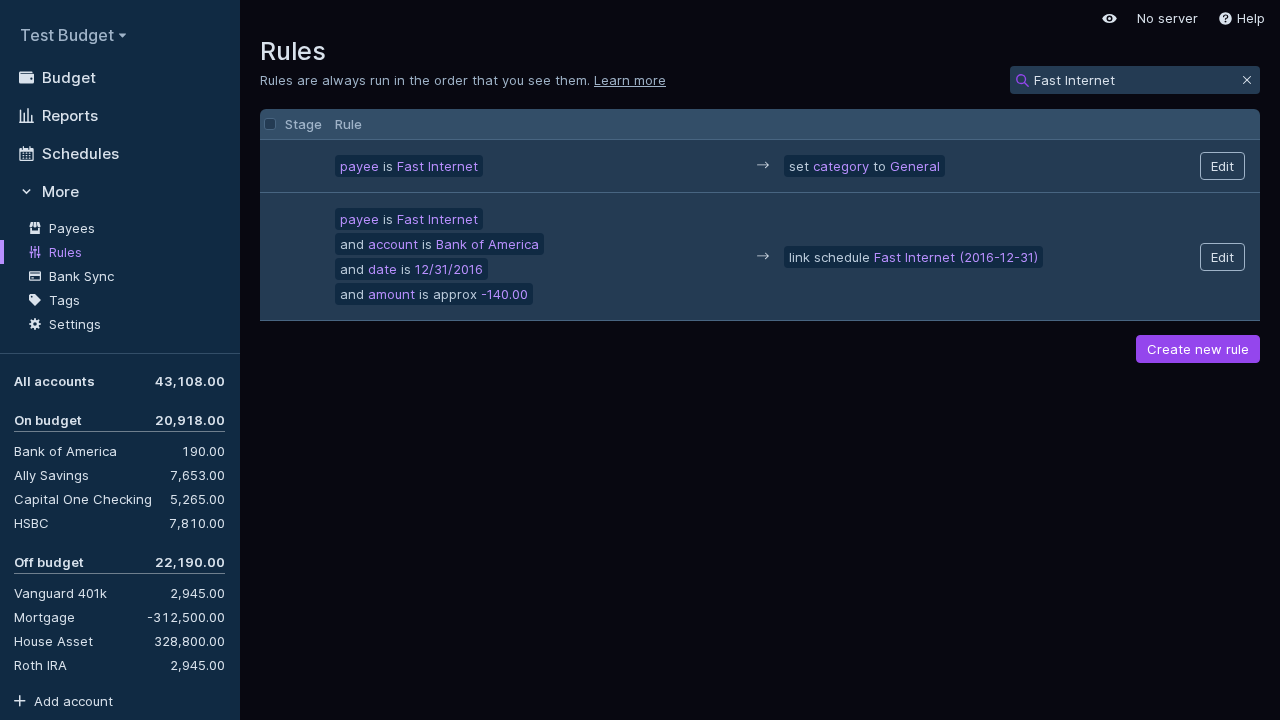 Test Budget
Budget
Reports
Schedules
More
Payees
Rules
Bank Sync
Tags
Settings
All accounts 43,108.00
On budget 20,918.00
Bank of America 190.00
Ally Savings 7,653.00
Capital One Checking 5,265.00
HSBC 7,810.00
Off budget 22,190.00
Vanguard 401k 2,945.00
Mortgage -312,500.00
House Asset 328,800.00
Roth IRA 2,945.00
Add account
No server Help
Rules
Rules are always run in the order that you see them. Learn more
Fast Internet
Stage Rule
payee is Fast Internet → set category to General Edit
payee is Fast Internet
and account is Bank of America
and date is 12/31/2016
and amount is approx -140.00
→ link schedule Fast Internet (2016-12-31) Edit
Create new rule